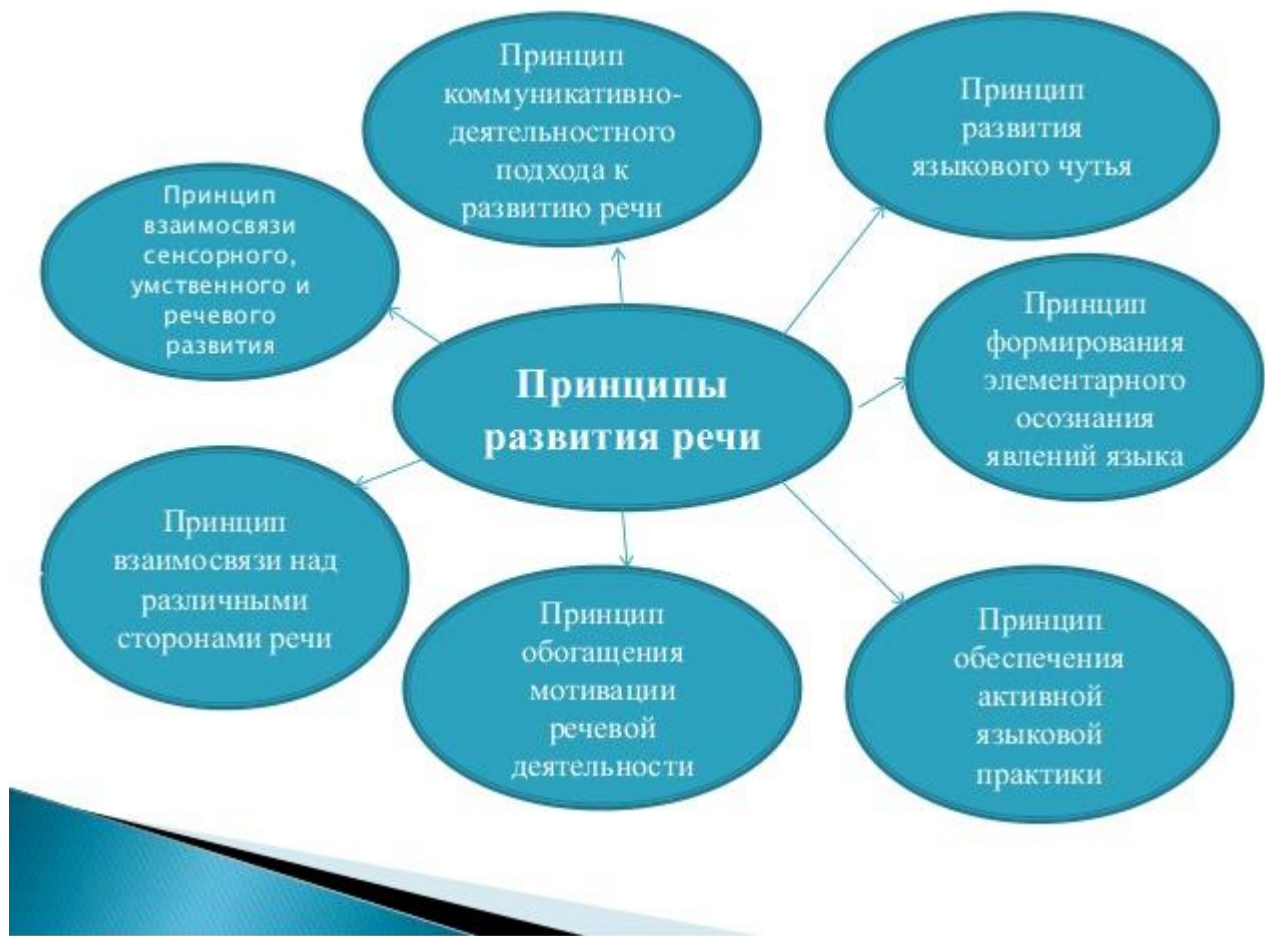 Принцип
коммуникативно-
деятельностного
подхода к
развитию речи
Принцип
развития
языкового чутья
Принцип
взаимосвязи
сенсорного,
умственного и
речевого
развития
Принцип
формирования
элементарного
осознания
явлений языка
Принципы
развития речи
Принцип
взаимосвязи над
различными
сторонами речи
Принцип
обогащения
мотивации
речевой
деятельности
Принцип
обеспечения
активной
языковой
практики